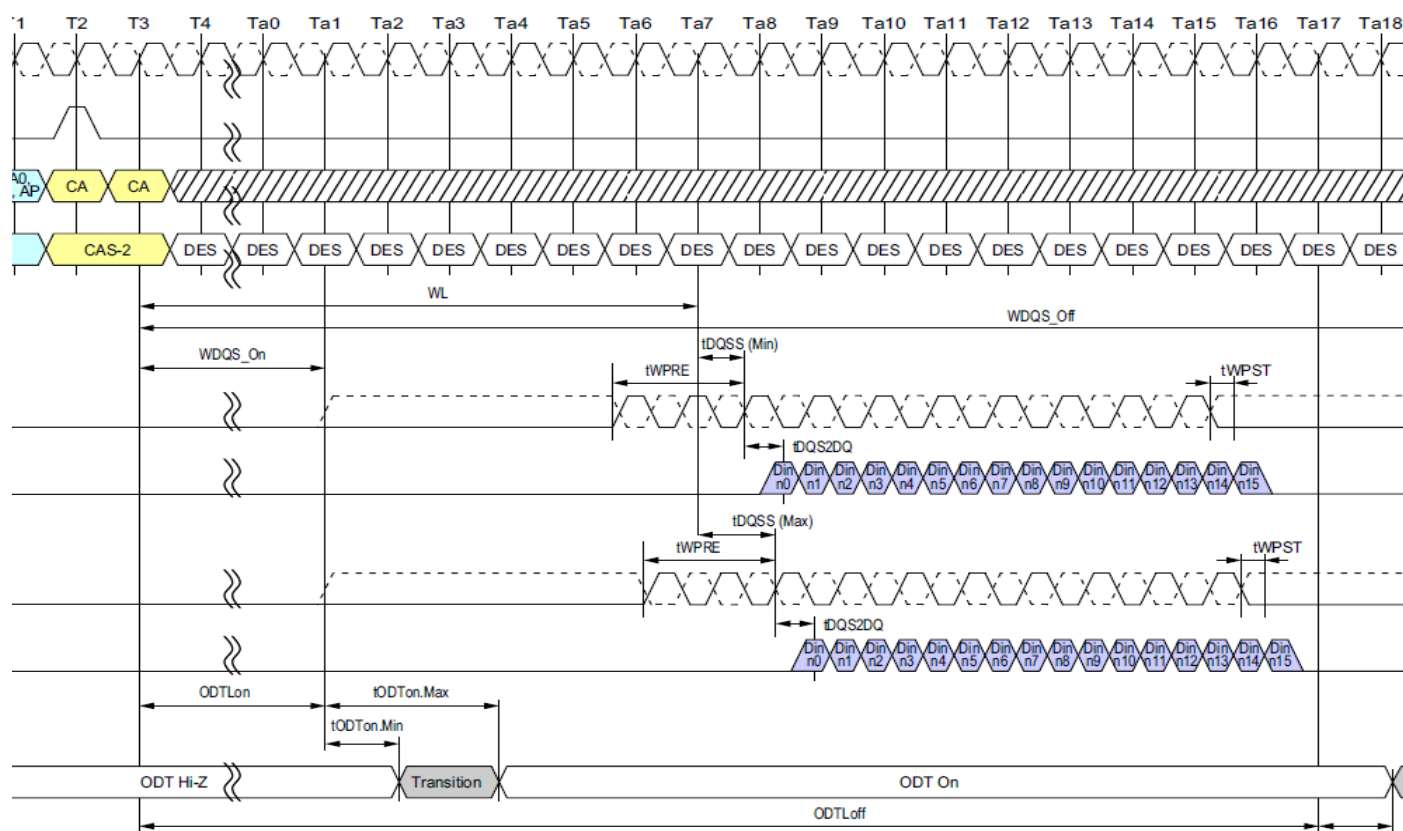 T2 T3 T4 Ta0 Ta1 Ta2 Ta3 Ta4 Ta5 Ta6 Ta7 Ta8 Ta9 Ta10 Ta11 Ta12 Ta13 Ta14 Ta15 Ta16 Ta17 Ta18
A0, AP CA CA
CAS-2 DES DES DES DES DES DES DES DES DES DES DES DES DES DES DES DES DES DES DES DES
WL
WDQS_Off
WDQS_On
tDQSS (Min)
tWPRE
tWPST
tDQS2DQ
Din n0 Din n1 Din n2 Din n3 Din n4 Din n5 Din n6 Din n7 Din n8 Din n9 Din n10 Din n11 Din n12 Din n13 Din n14 Din n15
tDQSS (Max)
tWPRE
tWPST
tDQS2DQ
Din n0 Din n1 Din n2 Din n3 Din n4 Din n5 Din n6 Din n7 Din n8 Din n9 Din n10 Din n11 Din n12 Din n13 Din n14 Din n15
ODTLon
tODTon.Max
tODTon.Min
ODT Hi-Z Transition ODT On
ODTLoff